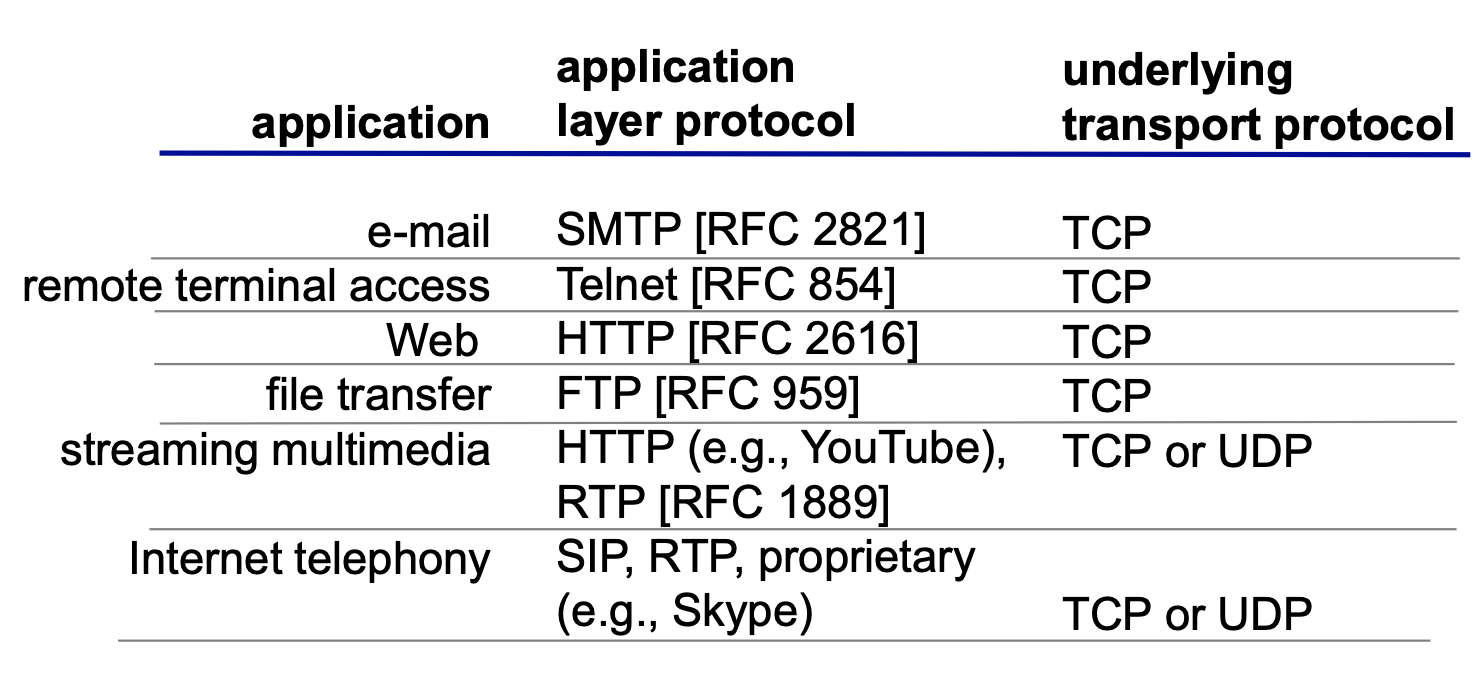 application
application layer protocol
underlying transport protocol
e-mail SMTP [RFC 2821] TCP
remote terminal access Telnet [RFC 854] TCP
Web HTTP [RFC 2616] TCP
file transfer FTP [RFC 959] TCP
streaming multimedia HTTP (e.g., YouTube), TCP or UDP
RTP [RFC 1889]
Internet telephony SIP, RTP, proprietary
(e.g., Skype) TCP or UDP